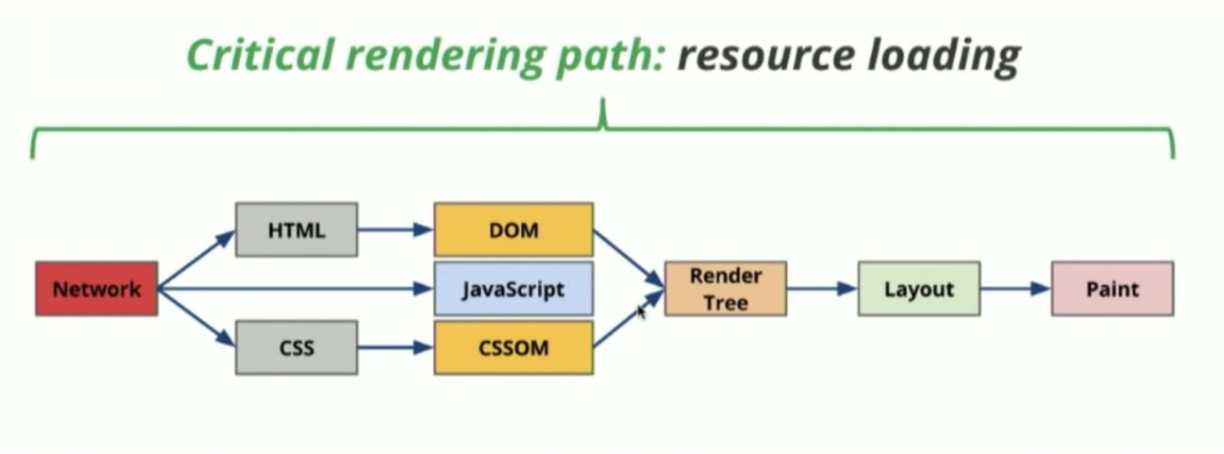 Critical rendering path: resource loading
HTML
DOM
Network
JavaScript
Render
Tree
Layout
Paint
CSS
CSSOM